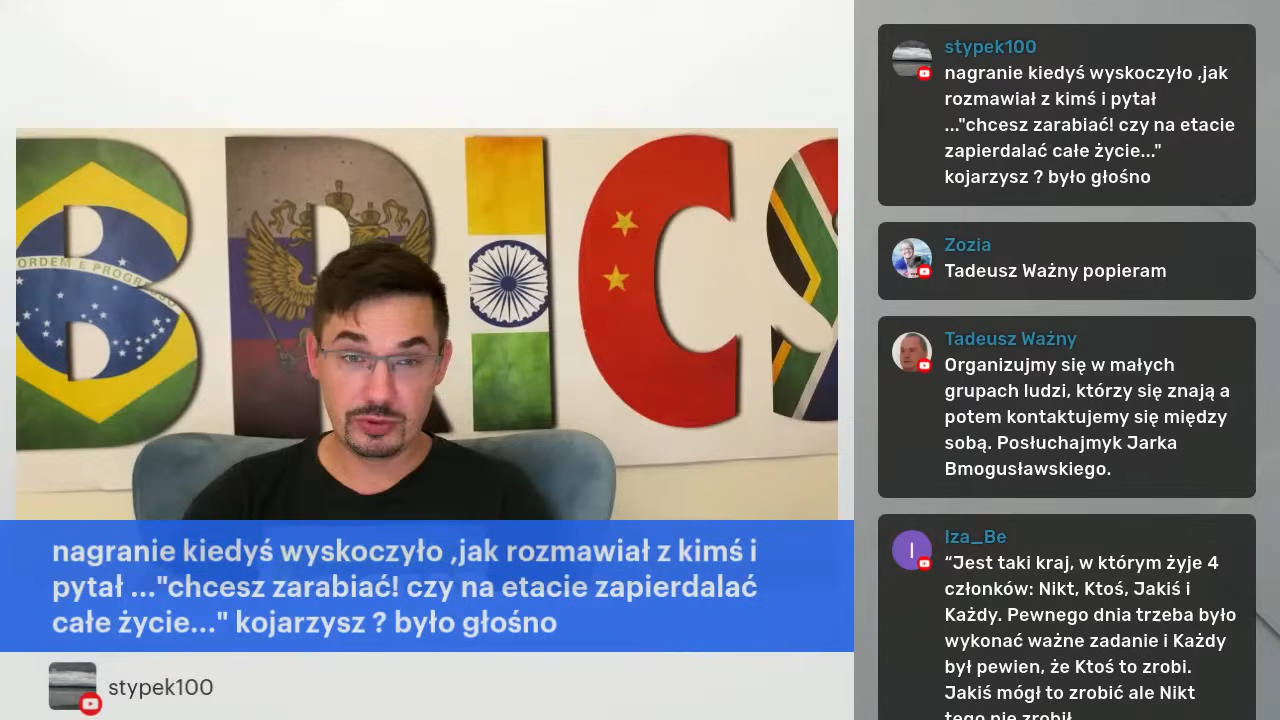 BRICS
ORDEM E PROGRESSO
nagranie kiedyś wyskoczyło ,jak rozmawiał z kimś i
pytał ..."chcesz zarabiać! czy na etacie zapierdalać
całe życie..." kojarzysz ? było głośno
stypek100
stypek100
nagranie kiedyś wyskoczyło ,jak
rozmawiał z kimś i pytał
..."chcesz zarabiać! czy na etacie
zapierdalać całe życie..."
kojarzysz ? było głośno
Zozia
Tadeusz Ważny popieram
Tadeusz Ważny
Organizujmy się w małych
grupach ludzi, którzy się znają a
potem kontaktujemy się między
sobą. Posłuchajmyk Jarka
Bmogusławskiego.
I
Iza_Be
“Jest taki kraj, w którym żyje 4
członków: Nikt, Ktoś, Jakiś i
Każdy. Pewnego dnia trzeba było
wykonać ważne zadanie i Każdy
był pewien, że Ktoś to zrobi.
Jakiś mógł to zrobić ale Nikt
tego nie zrobił.